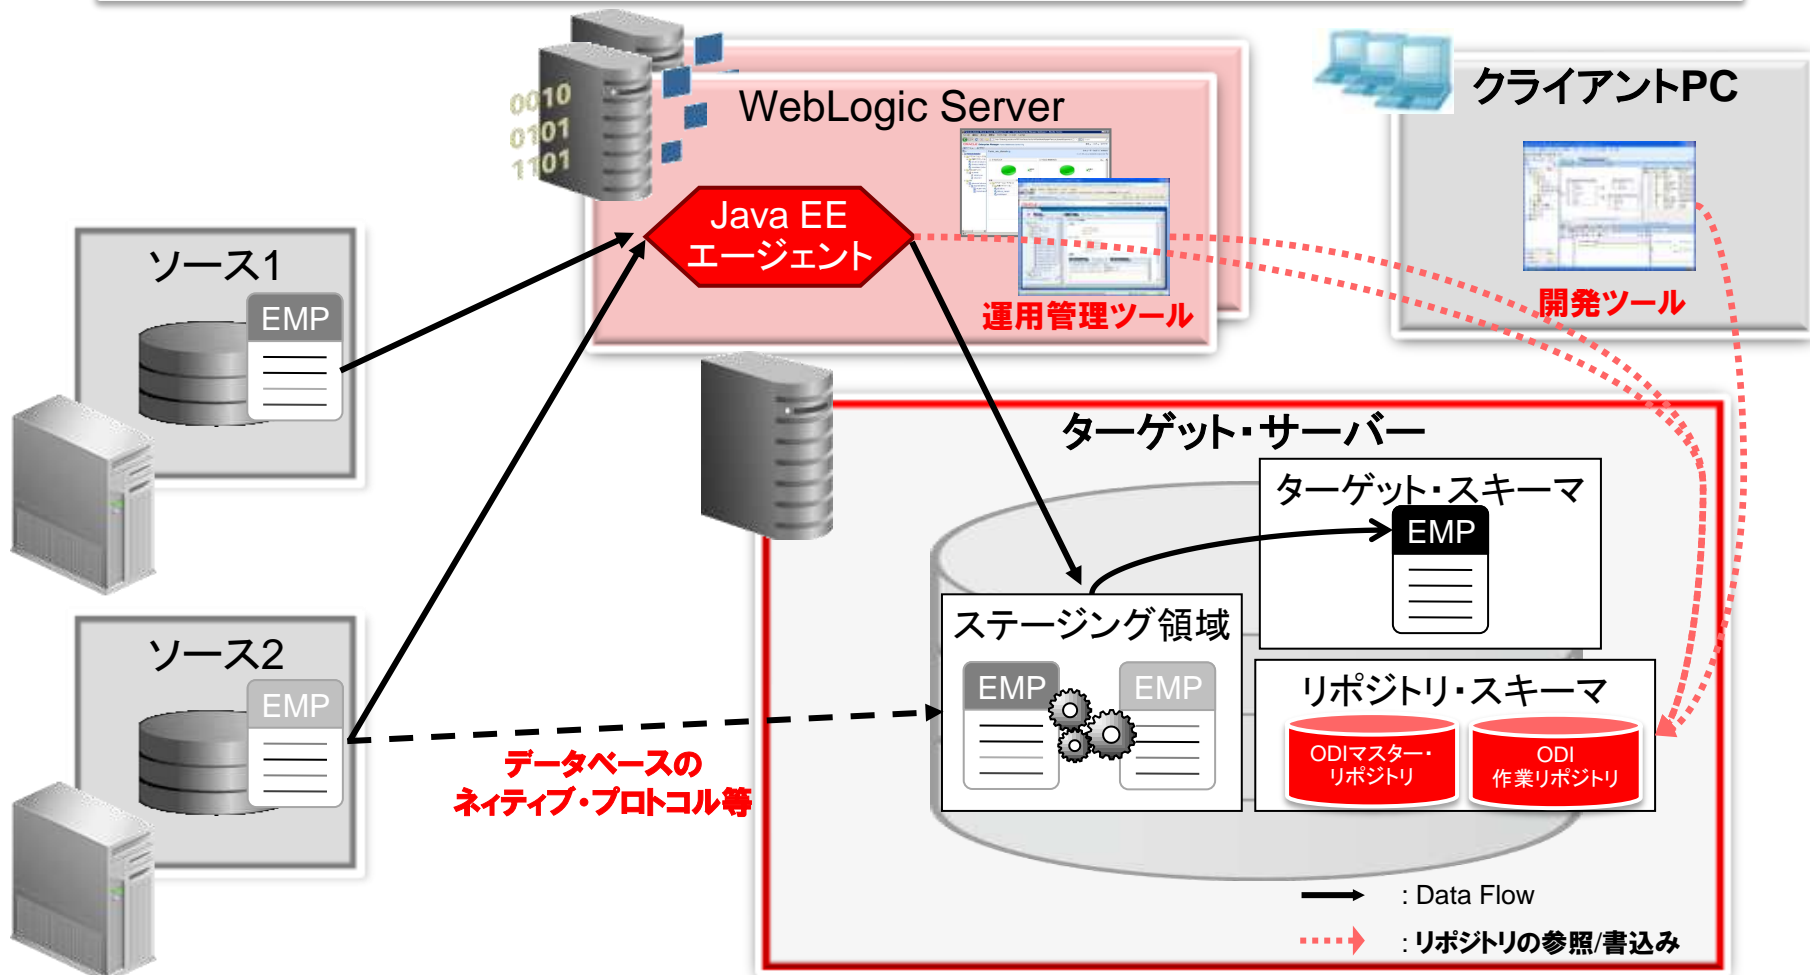 WebLogic Server
クライアントPC
0010
0101
1101
Java EE
エージェント
運用管理ツール
開発ツール
ソース1
EMP
ターゲット・サーバー
ターゲット・スキーマ
EMP
ステージング領域
EMP
EMP
ソース2
EMP
リポジトリ・スキーマ
ODIマスター・
リポジトリ
ODI
作業リポジトリ
データベースの
ネィティブ・プロトコル等
: Data Flow
: リポジトリの参照/書込み